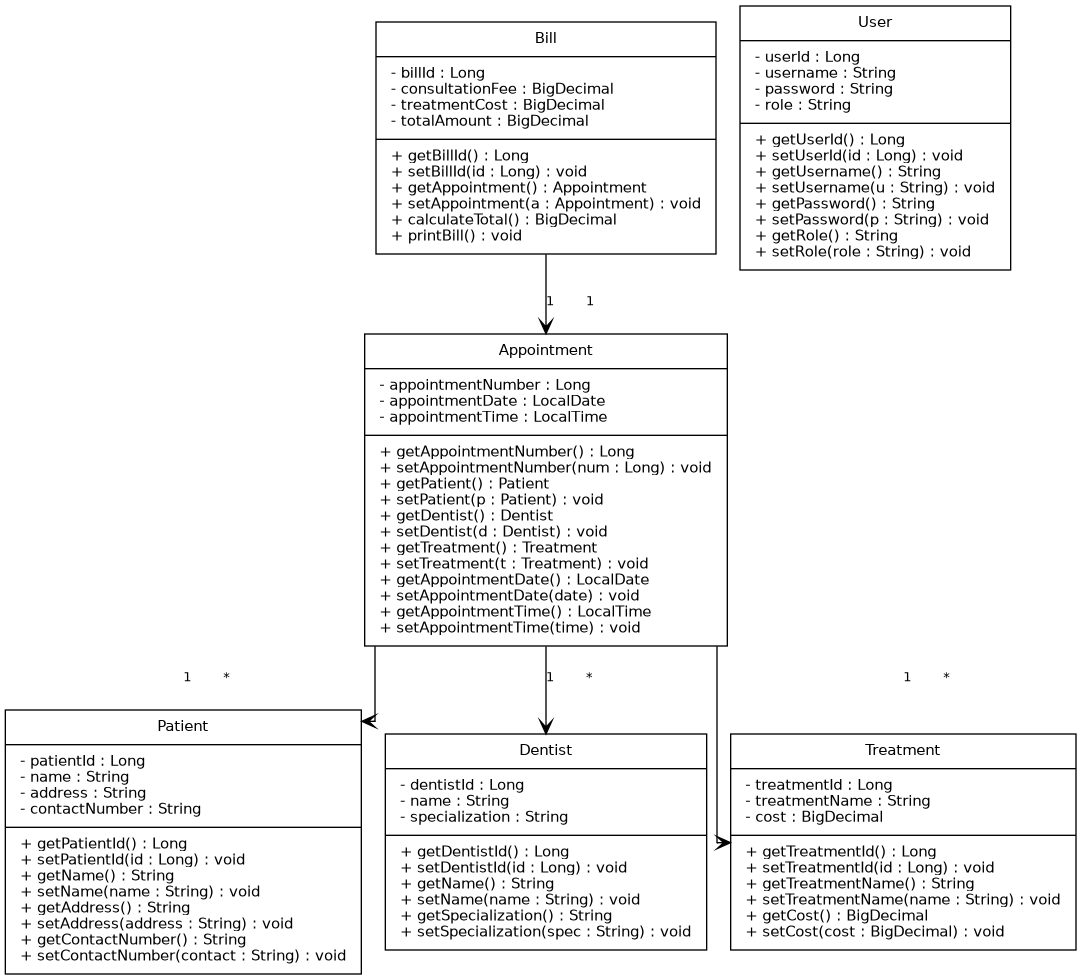 Bill
- billId : Long
- consultationFee : BigDecimal
- treatmentCost : BigDecimal
- totalAmount : BigDecimal
+ getBillId() : Long
+ setBillId(id : Long) : void
+ getAppointment() : Appointment
+ setAppointment(a : Appointment) : void
+ calculateTotal() : BigDecimal
+ printBill() : void
User
- userId : Long
- username : String
- password : String
- role : String
+ getUserId() : Long
+ setUserId(id : Long) : void
+ getUsername() : String
+ setUsername(u : String) : void
+ getPassword() : String
+ setPassword(p : String) : void
+ getRole() : String
+ setRole(role : String) : void
1 1
Appointment
- appointmentNumber : Long
- appointmentDate : LocalDate
- appointmentTime : LocalTime
+ getAppointmentNumber() : Long
+ setAppointmentNumber(num : Long) : void
+ getPatient() : Patient
+ setPatient(p : Patient) : void
+ getDentist() : Dentist
+ setDentist(d : Dentist) : void
+ getTreatment() : Treatment
+ setTreatment(t : Treatment) : void
+ getAppointmentDate() : LocalDate
+ setAppointmentDate(date) : void
+ getAppointmentTime() : LocalTime
+ setAppointmentTime(time) : void
1 *
1 *
1 *
Patient
- patientId : Long
- name : String
- address : String
- contactNumber : String
+ getPatientId() : Long
+ setPatientId(id : Long) : void
+ getName() : String
+ setName(name : String) : void
+ getAddress() : String
+ setAddress(address : String) : void
+ getContactNumber() : String
+ setContactNumber(contact : String) : void
Dentist
- dentistId : Long
- name : String
- specialization : String
+ getDentistId() : Long
+ setDentistId(id : Long) : void
+ getName() : String
+ setName(name : String) : void
+ getSpecialization() : String
+ setSpecialization(spec : String) : void
Treatment
- treatmentId : Long
- treatmentName : String
- cost : BigDecimal
+ getTreatmentId() : Long
+ setTreatmentId(id : Long) : void
+ getTreatmentName() : String
+ setTreatmentName(name : String) : void
+ getCost() : BigDecimal
+ setCost(cost : BigDecimal) : void